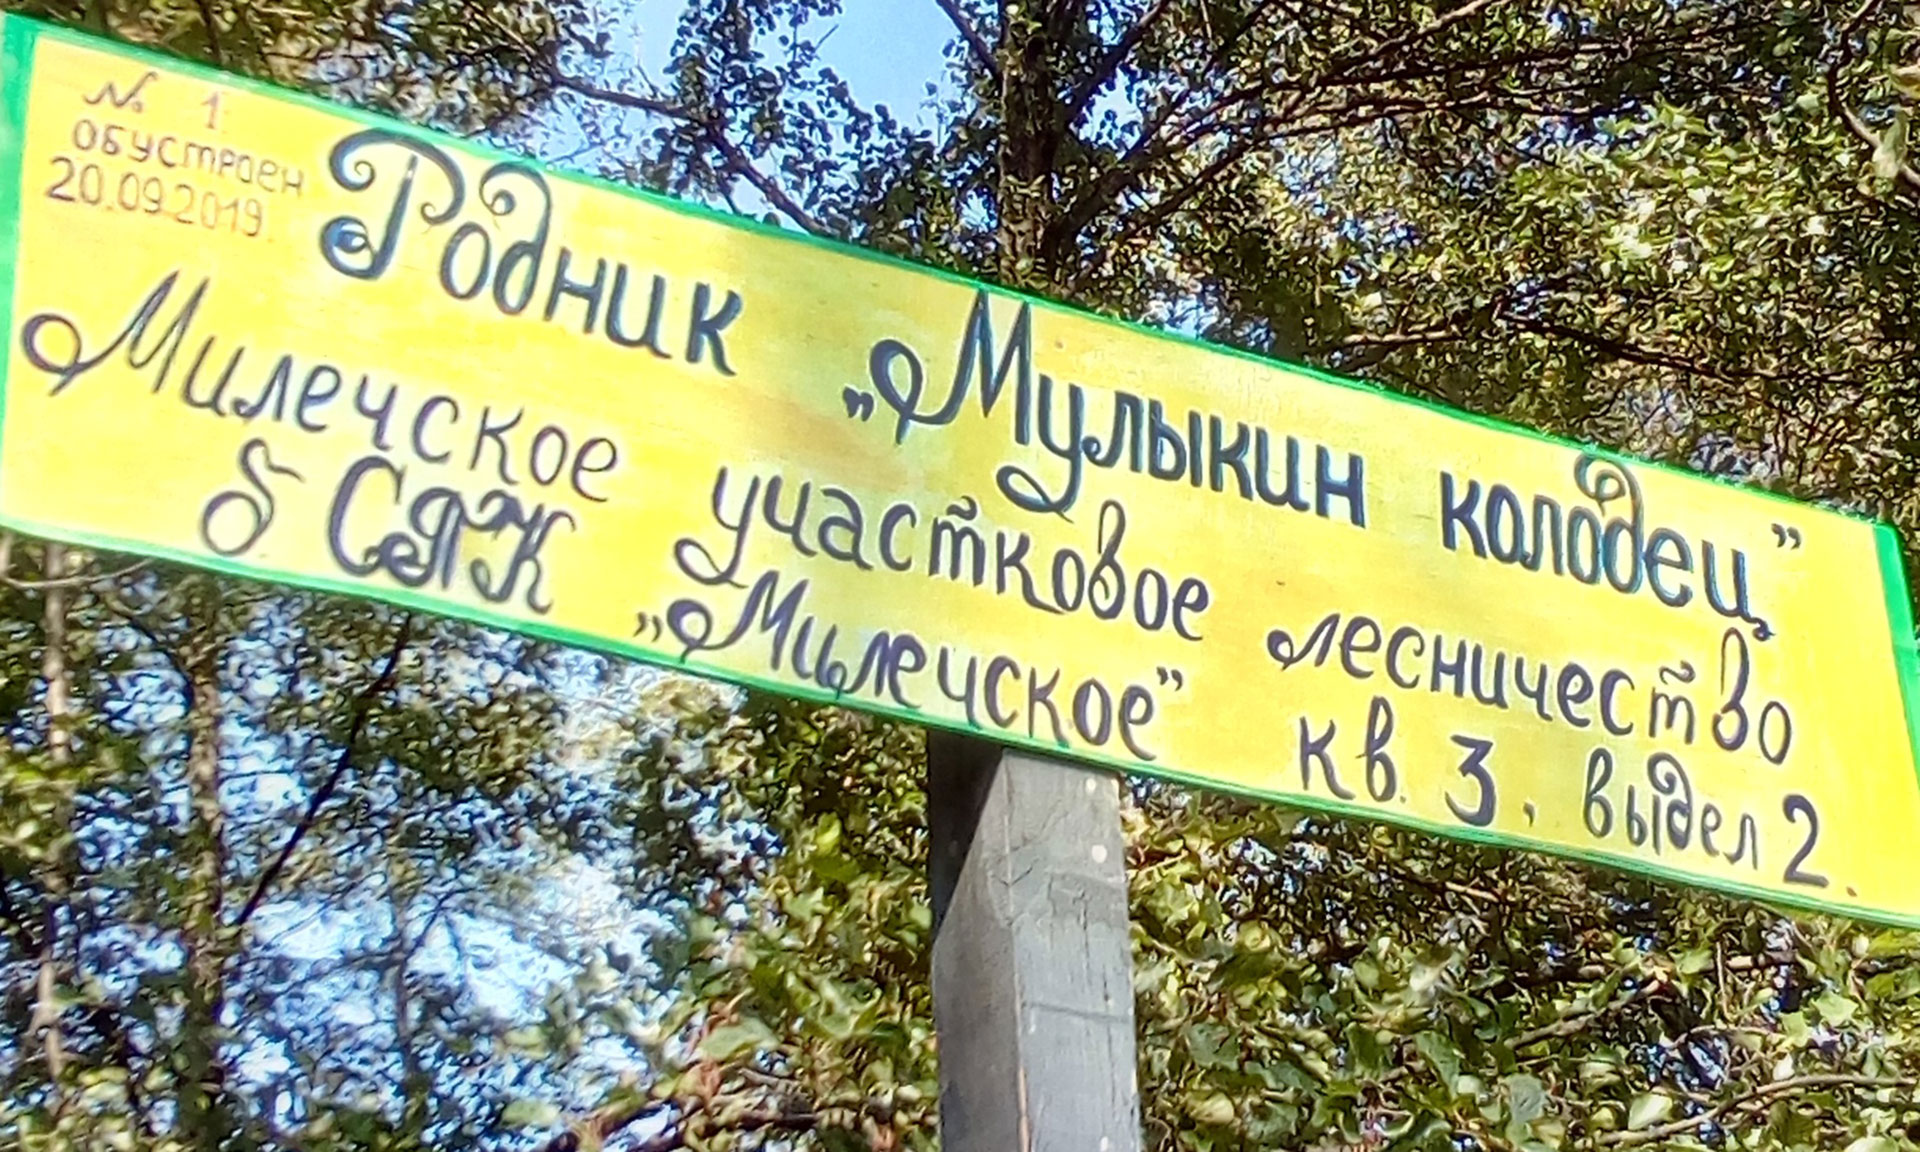 № 1
обустроен
20.09.2019
Родник „Мулыкин колодец”
Милечское участковое лесничество
б. СПК „Милечское” кв. 3, выдел 2.